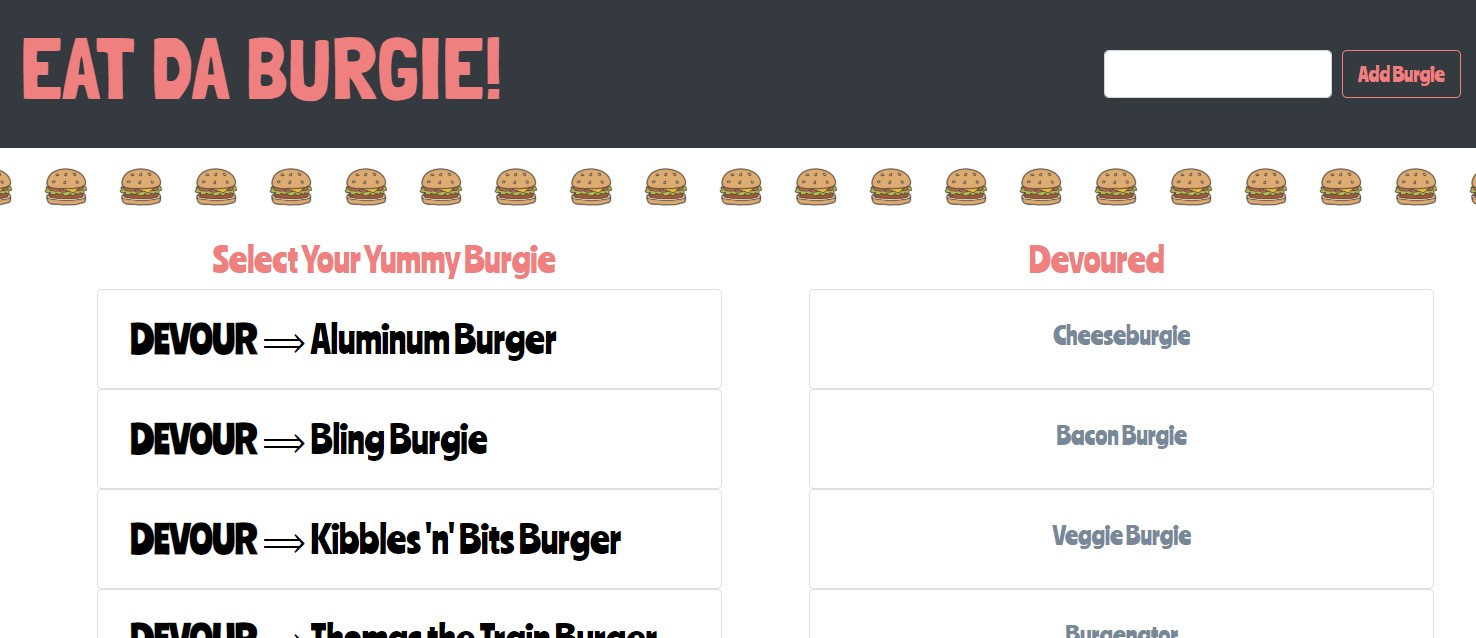 EAT DA BURGIE!
Add Burgie
Select Your Yummy Burgie
DEVOUR ⟹ Aluminum Burger
DEVOUR ⟹ Bling Burgie
DEVOUR ⟹ Kibbles 'n' Bits Burger
DEVOUR ⟹ Thomas the Train Burger
Devoured
Cheeseburgie
Bacon Burgie
Veggie Burgie
Burgenator